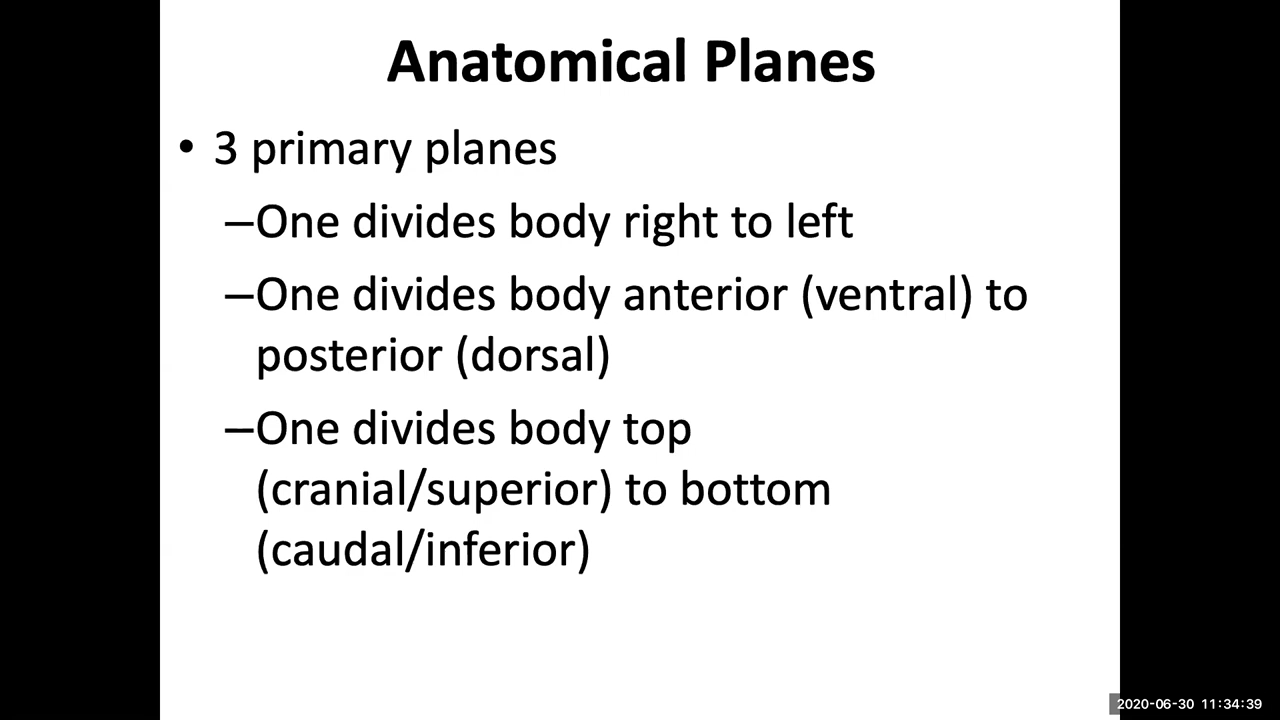 Anatomical Planes
• 3 primary planes
–One divides body right to left
–One divides body anterior (ventral) to
posterior (dorsal)
–One divides body top
(cranial/superior) to bottom
(caudal/inferior)
2020-06-30 11:34:39